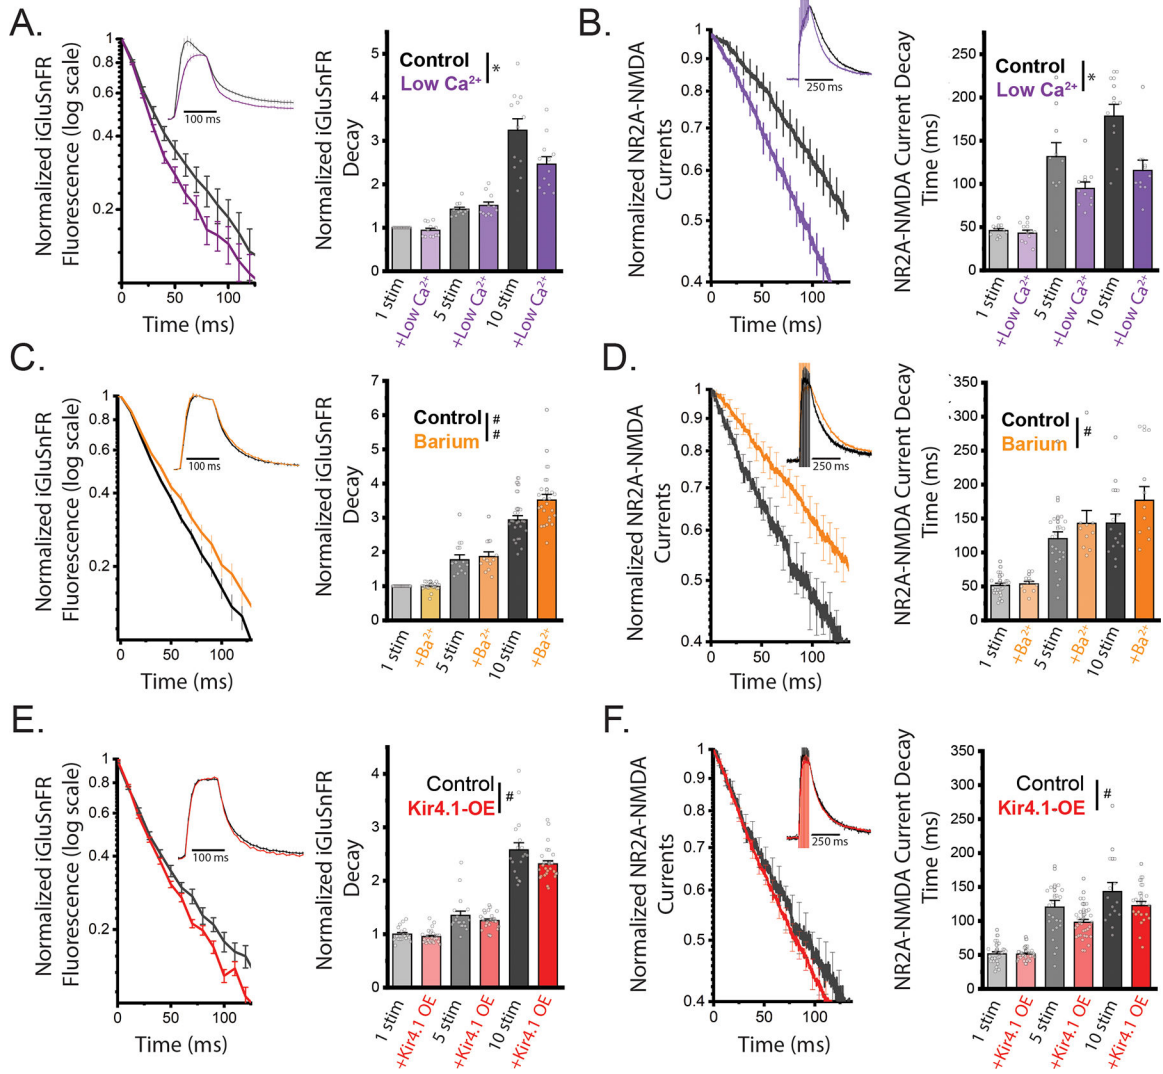 A.
Normalized iGluSnFR
Fluorescence (log scale)
1
0.8
0.6
0.4
0.2
0
50
100
Time (ms)
100 ms
Normalized iGluSnFR
Decay
5
4
3
2
1
0
Control
Low Ca²⁺
*
1 stim
+Low Ca²⁺
5 stim
+Low Ca²⁺
10 stim
+Low Ca²⁺
B.
Normalized NR2A-NMDA
Currents
1
0.9
0.8
0.7
0.6
0.5
0.4
0
50
100
Time (ms)
250 ms
NR2A-NMDA Current Decay
Time (ms)
250
200
150
100
50
0
Control
Low Ca²⁺
*
1 stim
+Low Ca²⁺
5 stim
+Low Ca²⁺
10 stim
+Low Ca²⁺
C.
Normalized iGluSnFR
Fluorescence (log scale)
1
0.8
0.6
0.4
0.2
0
50
100
Time (ms)
100 ms
Normalized iGluSnFR
Decay
7
6
5
4
3
2
1
0
Control
Barium
#
#
1 stim
+Ba²⁺
5 stim
+Ba²⁺
10 stim
+Ba²⁺
D.
Normalized NR2A-NMDA
Currents
1
0.9
0.8
0.7
0.6
0.5
0.4
0
50
100
Time (ms)
250 ms
NR2A-NMDA Current Decay
Time (ms)
350
300
250
200
150
100
50
0
Control
Barium
#
1 stim
+Ba²⁺
5 stim
+Ba²⁺
10 stim
+Ba²⁺
E.
Normalized iGluSnFR
Fluorescence (log scale)
1
0.8
0.6
0.4
0.2
0
50
100
Time (ms)
100 ms
Normalized iGluSnFR
Decay
4
3
2
1
0
Control
Kir4.1-OE
#
1 stim
+Kir4.1 OE
5 stim
+Kir4.1 OE
10 stim
+Kir4.1 OE
F.
Normalized NR2A-NMDA
Currents
1
0.9
0.8
0.7
0.6
0.5
0.4
0
50
100
Time (ms)
250 ms
NR2A-NMDA Current Decay
Time (ms)
350
300
250
200
150
100
50
0
Control
Kir4.1-OE
#
1 stim
+Kir4.1 OE
5 stim
+Kir4.1 OE
10 stim
+Kir4.1 OE